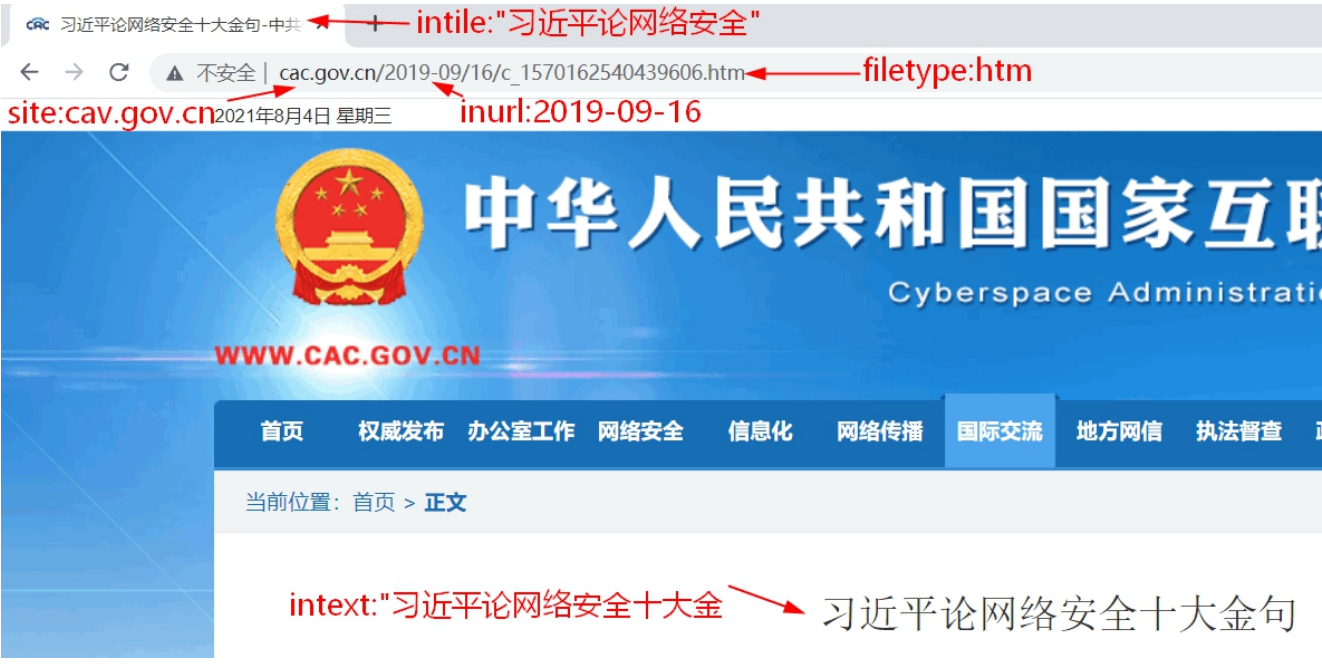 习近平论网络安全十大金句-中共 intile:"习近平论网络安全"
不安全 | cac.gov.cn/2019-09/16/c_1570162540439606.htm filetype:htm
site:cav.gov.cn 2021年8月4日 星期三 inurl:2019-09-16
中华人民共和国国家互联
Cyberspace Administratio
WWW.CAC.GOV.CN
首页 权威发布 办公室工作 网络安全 信息化 网络传播 国际交流 地方网信 执法督查
当前位置：首页 > 正文
intext:"习近平论网络安全十大金 习近平论网络安全十大金句